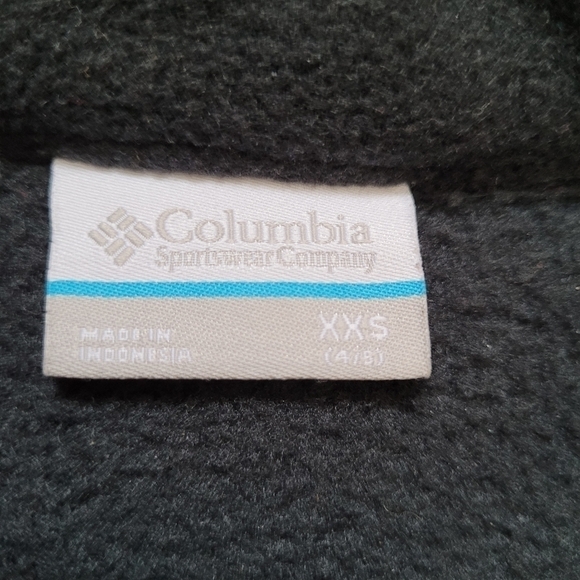 Columbia
Sportswear Company
XXS
MADE IN
INDONESIA
(4/5)